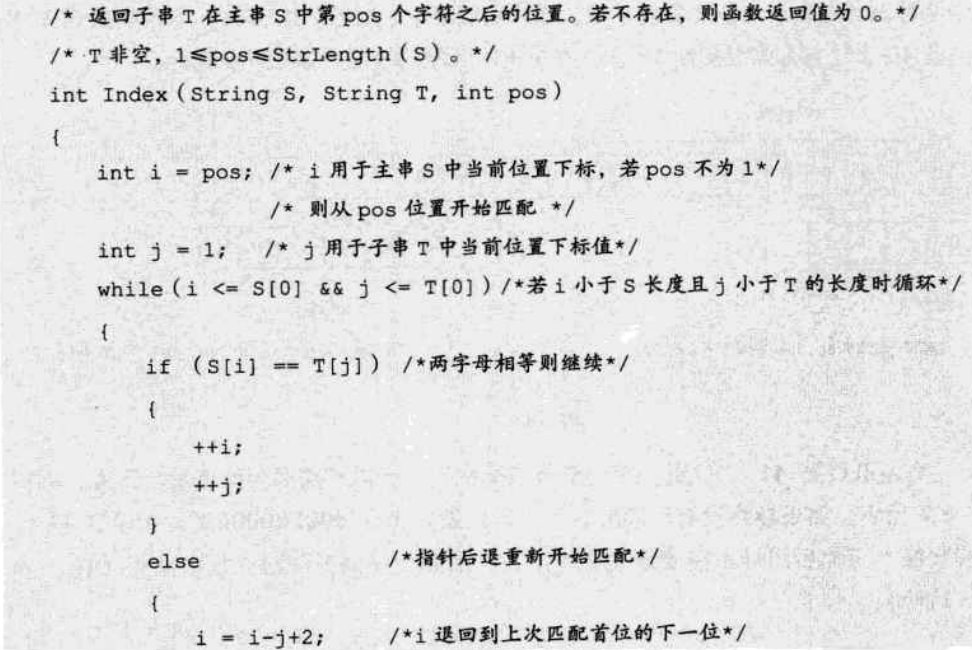 /* 返回子串 T 在主串 S 中第 pos 个字符之后的位置。若不存在，则函数返回值为 0。*/
/* T 非空，1≤pos≤StrLength(S)。*/
int Index(String S, String T, int pos)
{
int i = pos; /* i 用于主串 S 中当前位置下标，若 pos 不为 1*/
/* 则从 pos 位置开始匹配 */
int j = 1; /* j 用于子串 T 中当前位置下标值*/
while(i <= S[0] && j <= T[0])/*若 i 小于 S 长度且 j 小于 T 的长度时循环*/
{
if (S[i] == T[j]) /*两字母相等则继续*/
{
++i;
++j;
}
else /*指针后退重新开始匹配*/
{
i = i-j+2; /*i 退回到上次匹配首位的下一位*/